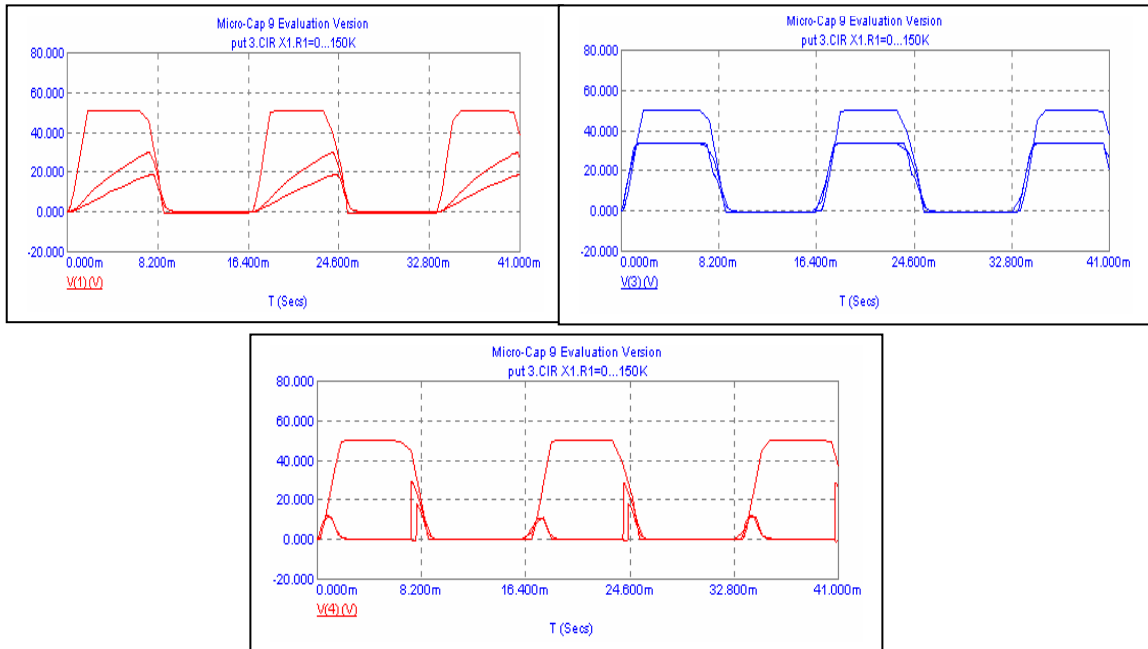 Micro-Cap 9 Evaluation Version
put 3.CIR X1.R1=0...150K
80.000
60.000
40.000
20.000
0.000
-20.000
0.000m 8.200m 16.400m 24.600m 32.800m 41.000m
V(1)(V)
T (Secs)
Micro-Cap 9 Evaluation Version
put 3.CIR X1.R1=0...150K
80.000
60.000
40.000
20.000
0.000
-20.000
0.000m 8.200m 16.400m 24.600m 32.800m 41.000m
V(3)(V)
T (Secs)
Micro-Cap 9 Evaluation Version
put 3.CIR X1.R1=0...150K
80.000
60.000
40.000
20.000
0.000
-20.000
0.000m 8.200m 16.400m 24.600m 32.800m 41.000m
V(4)(V)
T (Secs)